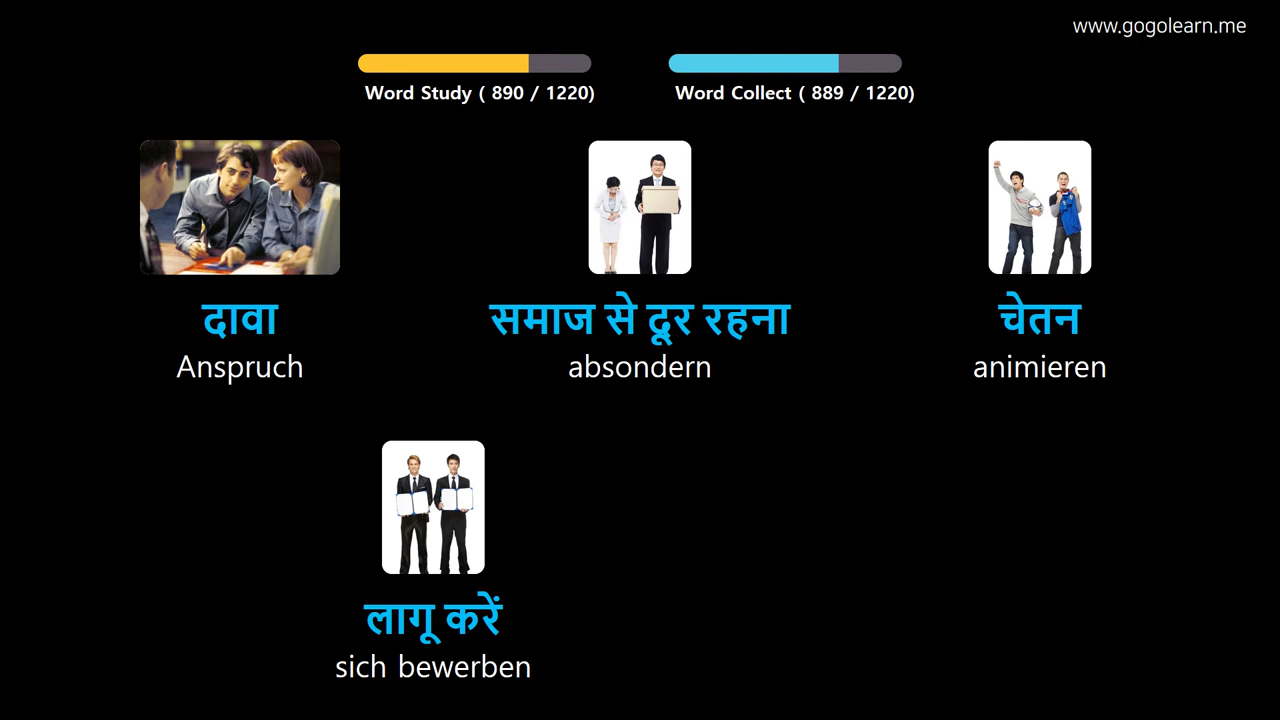 www.gogolearn.me
Word Study ( 890 / 1220)
Word Collect ( 889 / 1220)
दावा
Anspruch
समाज से दूर रहना
absondern
चेतन
animieren
लागू करें
sich bewerben